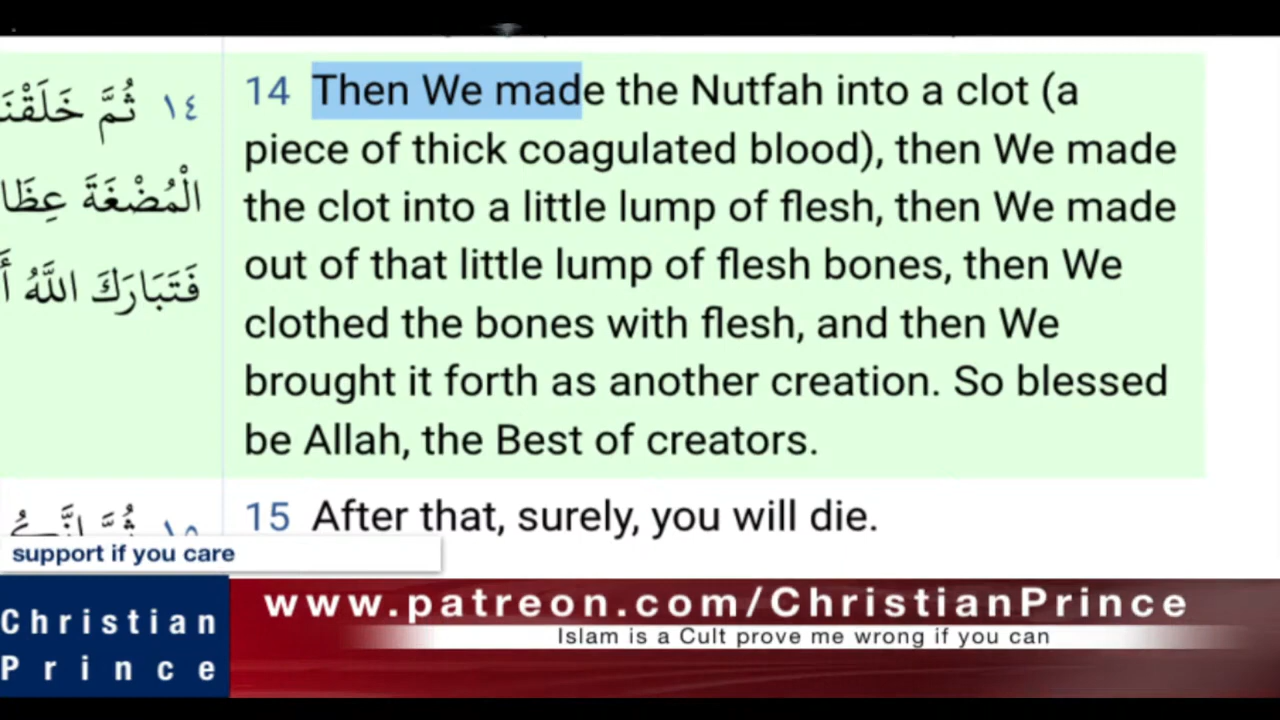 ١٤ ثُمَّ خَلَقْنَا
الْمُضْغَةَ عِظَا
فَتَبَارَكَ اللَّهُ أَ
14 Then We made the Nutfah into a clot (a
piece of thick coagulated blood), then We made
the clot into a little lump of flesh, then We made
out of that little lump of flesh bones, then We
clothed the bones with flesh, and then We
brought it forth as another creation. So blessed
be Allah, the Best of creators.
15 After that, surely, you will die.
support if you care
Christian
Prince
www.patreon.com/ChristianPrince
Islam is a Cult prove me wrong if you can